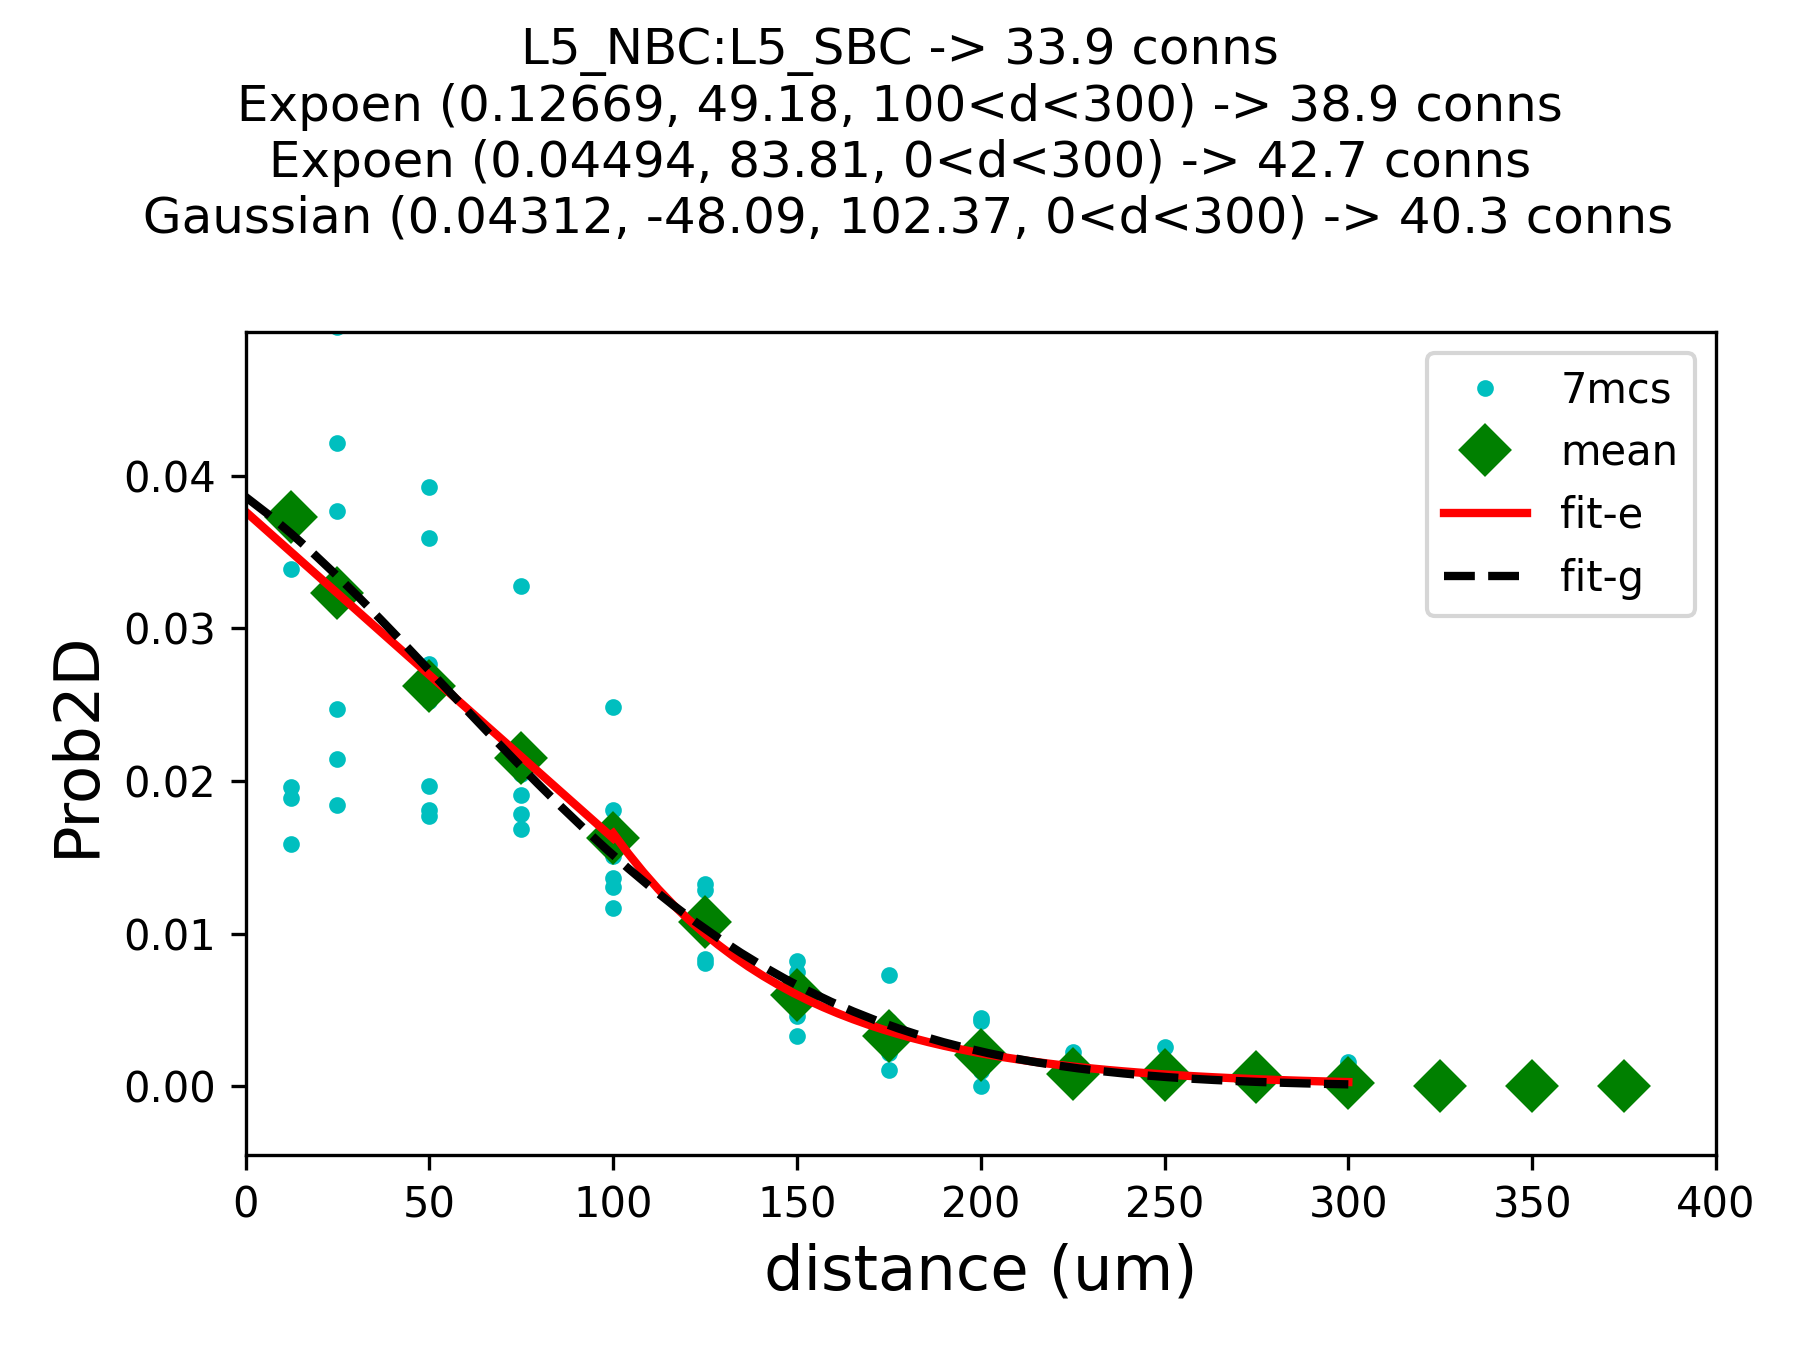 L5_NBC:L5_SBC -> 33.9 conns
Expoen (0.12669, 49.18, 100<d<300) -> 38.9 conns
Expoen (0.04494, 83.81, 0<d<300) -> 42.7 conns
Gaussian (0.04312, -48.09, 102.37, 0<d<300) -> 40.3 conns
7mcs
mean
fit-e
fit-g
Prob2D
0.04
0.03
0.02
0.01
0.00
0 50 100 150 200 250 300 350 400
distance (um)